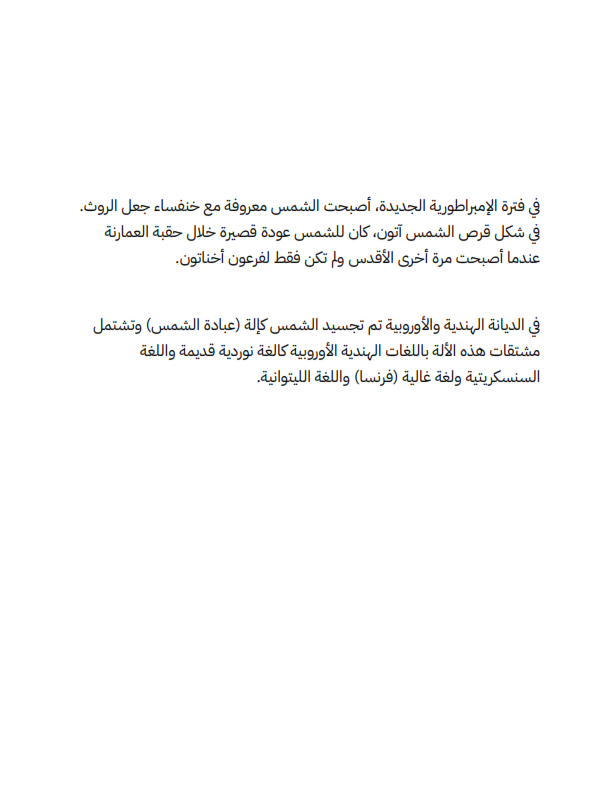 في فترة الإمبراطورية الجديدة، أصبحت الشمس معروفة مع خنفساء جعل الروث.
في شكل قرص الشمس آتون، كان للشمس عودة قصيرة خلال حقبة العمارنة
عندما أصبحت مرة أخرى الأقدس ولم تكن فقط لفرعون أخناتون.
في الديانة الهندية والأوروبية تم تجسيد الشمس كإلة (عبادة الشمس) وتشتمل
مشتقات هذه الألة باللغات الهندية الأوروبية كالغة نوردية قديمة واللغة
السنسكريتية ولغة غالية (فرنسا) واللغة الليتوانية.